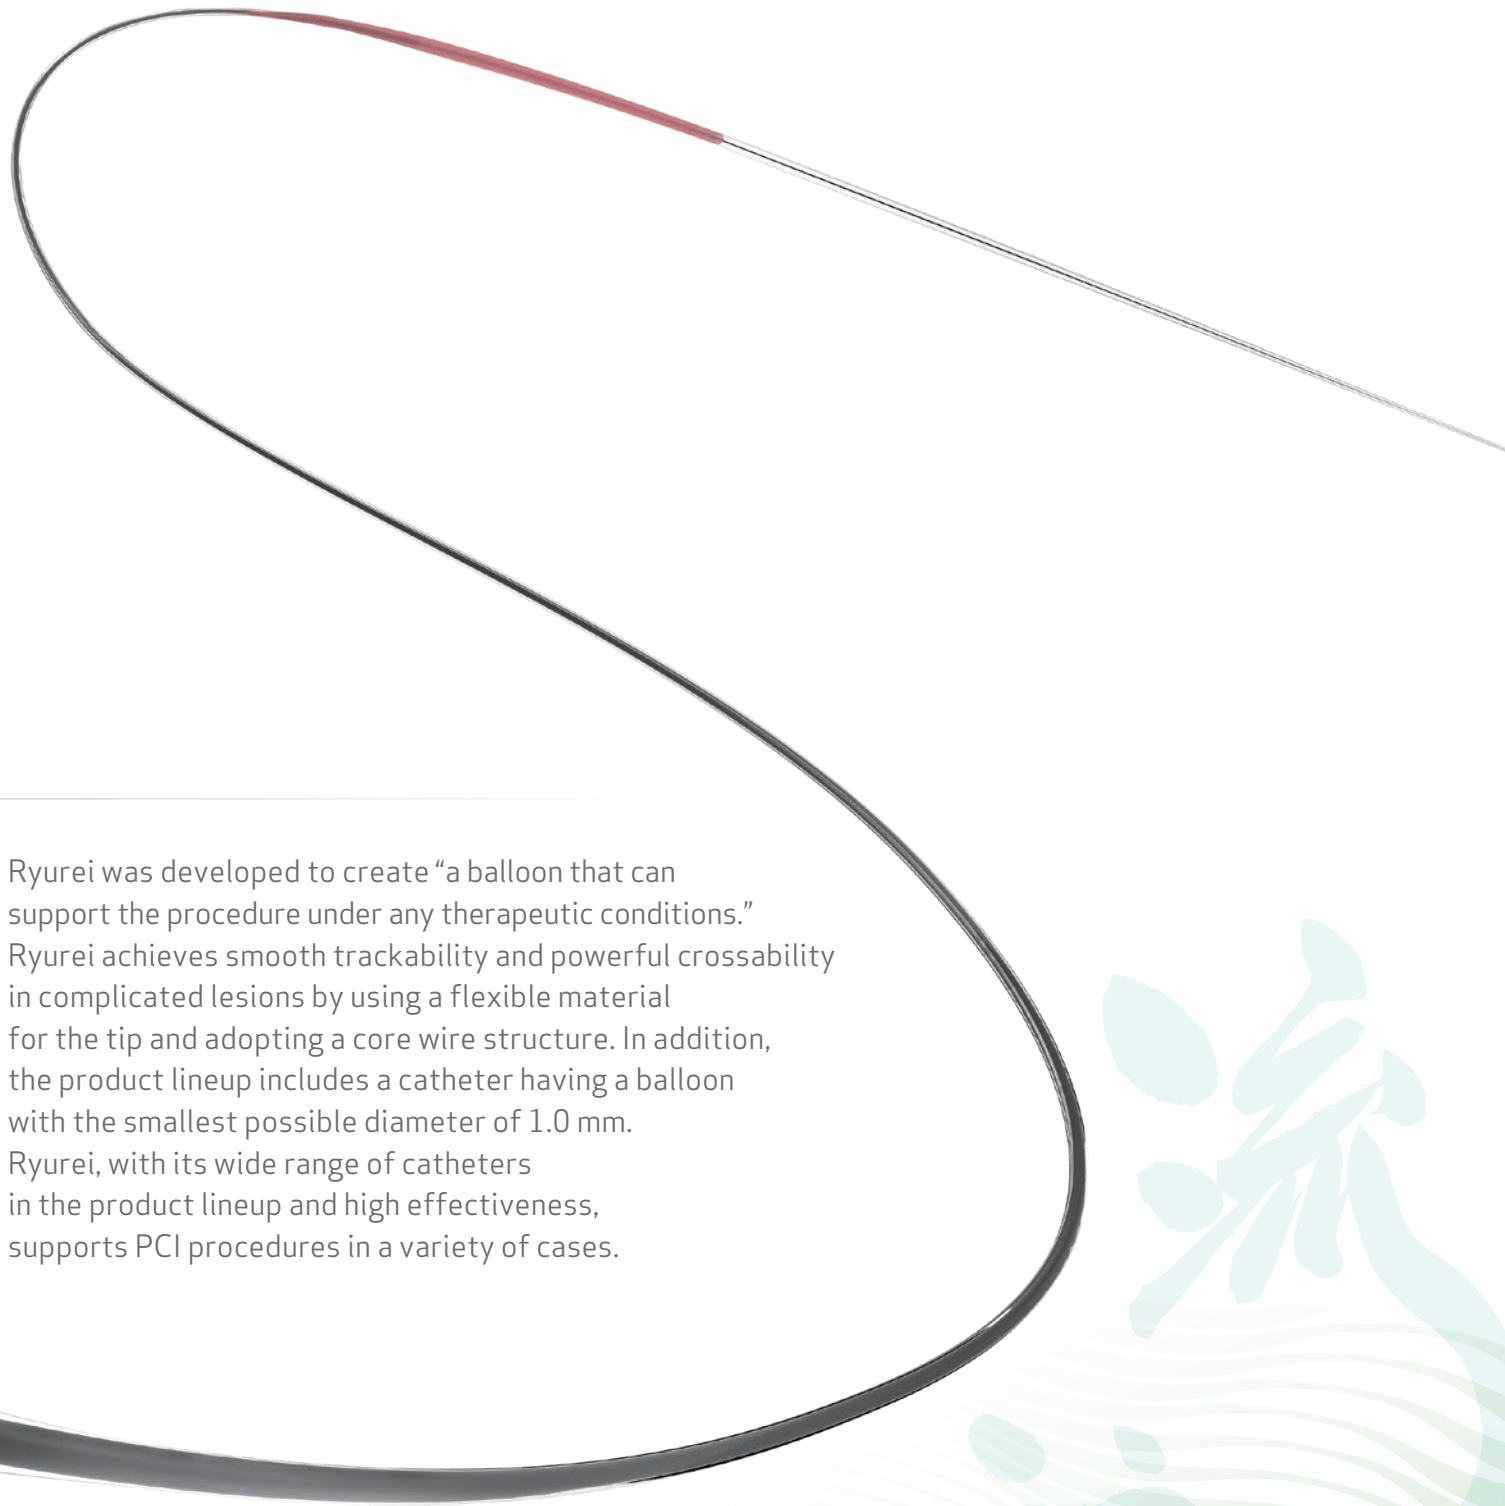 Ryurei was developed to create “a balloon that can
support the procedure under any therapeutic conditions.”
Ryurei achieves smooth trackability and powerful crossability
in complicated lesions by using a flexible material
for the tip and adopting a core wire structure. In addition,
the product lineup includes a catheter having a balloon
with the smallest possible diameter of 1.0 mm.
Ryurei, with its wide range of catheters
in the product lineup and high effectiveness,
supports PCI procedures in a variety of cases.